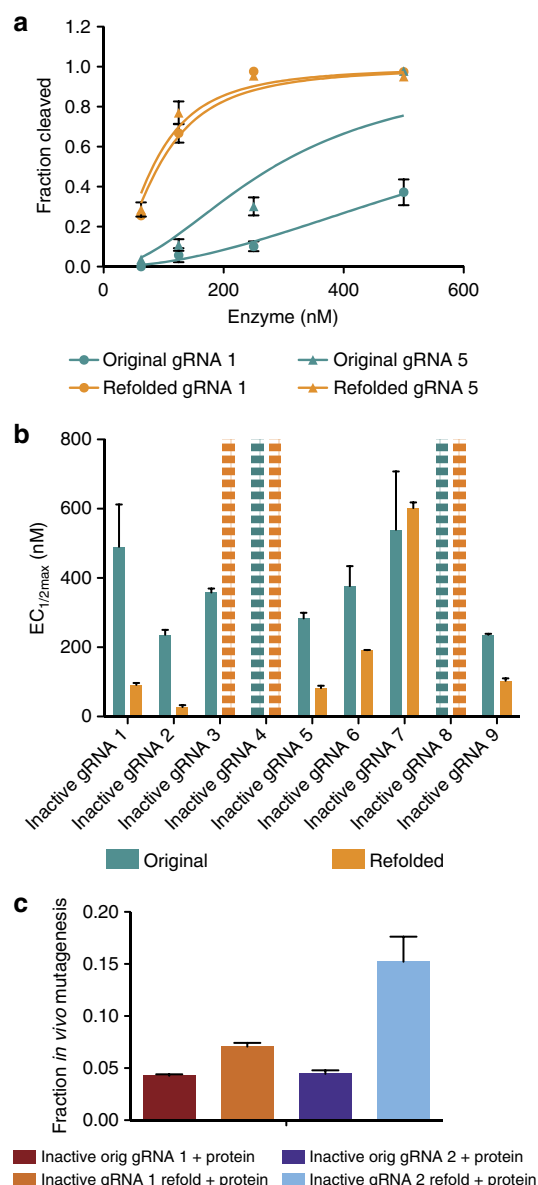 a
Fraction cleaved
1.2
1.0
0.8
0.6
0.4
0.2
0.0
0
200
400
600
Enzyme (nM)
Original gRNA 1
Original gRNA 5
Refolded gRNA 1
Refolded gRNA 5
b
EC1/2max (nM)
800
600
400
200
0
Inactive gRNA 1
Inactive gRNA 2
Inactive gRNA 3
Inactive gRNA 4
Inactive gRNA 5
Inactive gRNA 6
Inactive gRNA 7
Inactive gRNA 8
Inactive gRNA 9
Original
Refolded
c
Fraction in vivo mutagenesis
0.20
0.15
0.10
0.05
0.00
Inactive orig gRNA 1 + protein
Inactive orig gRNA 2 + protein
Inactive gRNA 1 refold + protein
Inactive gRNA 2 refold + protein